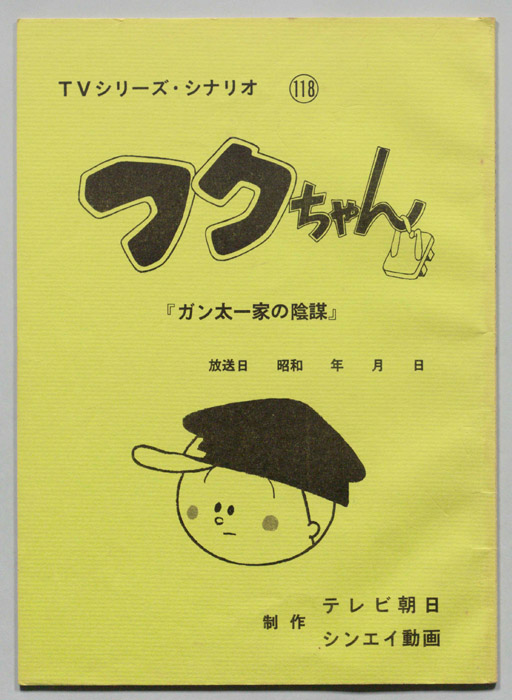 TVシリーズ・シナリオ 118
フクちゃん
『ガン太一家の陰謀』
放送日 昭和 年 月 日
制作 テレビ朝日
シンエイ動画